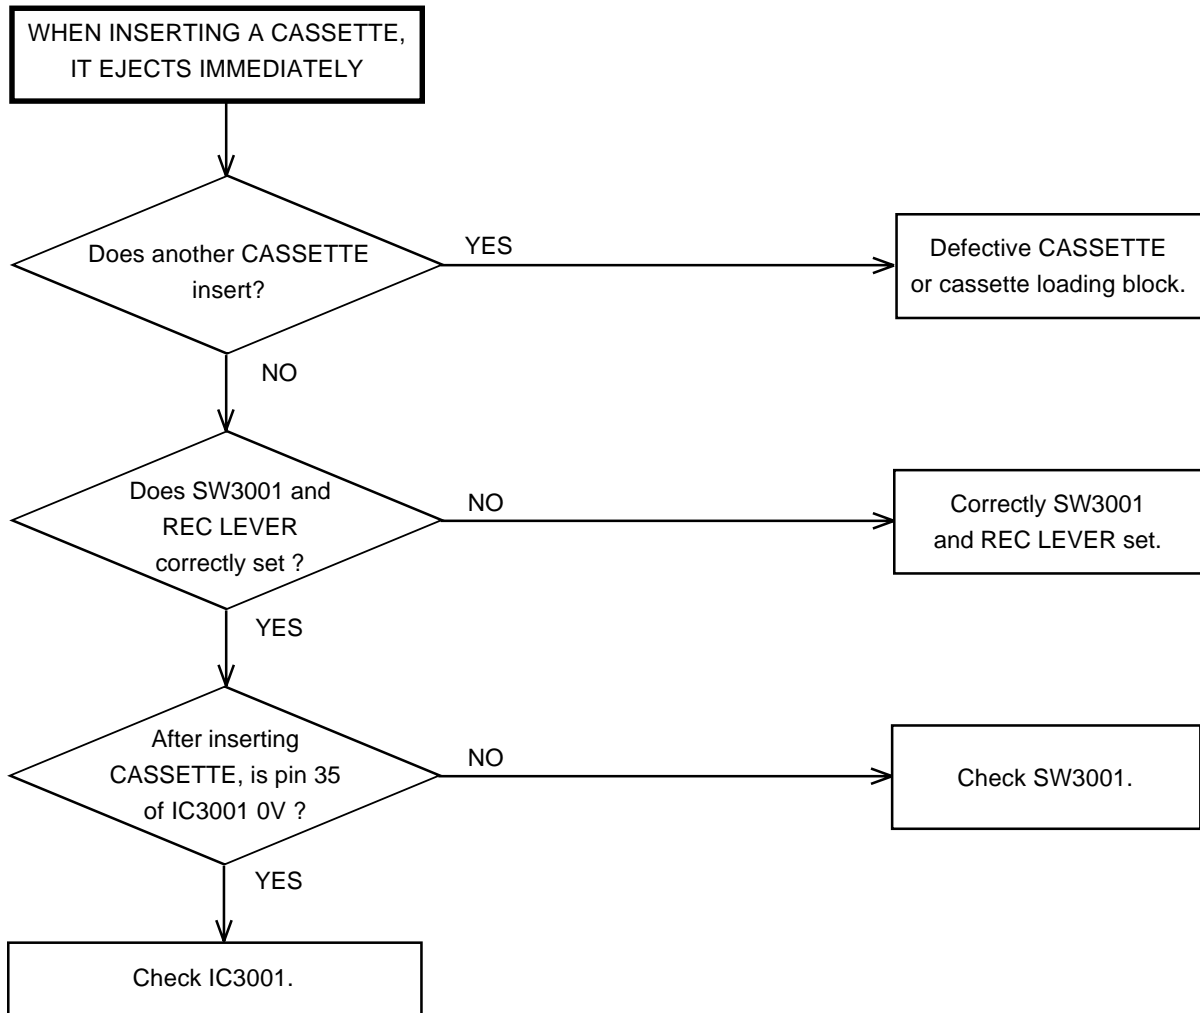 WHEN INSERTING A CASSETTE,
IT EJECTS IMMEDIATELY
Does another CASSETTE
insert?
YES
Defective CASSETTE
or cassette loading block.
NO
Does SW3001 and
REC LEVER
correctly set ?
NO
Correctly SW3001
and REC LEVER set.
YES
After inserting
CASSETTE, is pin 35
of IC3001 0V ?
NO
Check SW3001.
YES
Check IC3001.